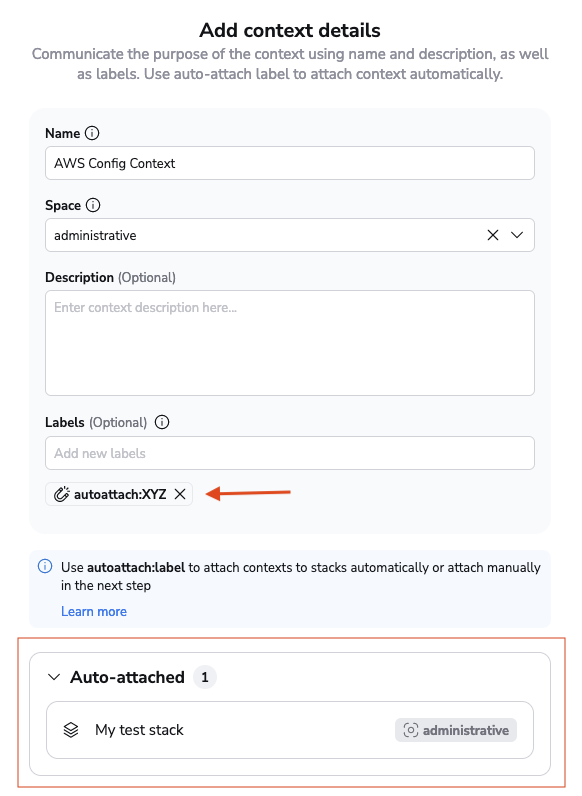 Add context details
Communicate the purpose of the context using name and description, as well
as labels. Use auto-attach label to attach context automatically.
Name
AWS Config Context
Space
administrative
Description (Optional)
Enter context description here...
Labels (Optional)
Add new labels
autoattach:XYZ
Use autoattach:label to attach contexts to stacks automatically or attach manually
in the next step
Learn more
Auto-attached 1
My test stack administrative